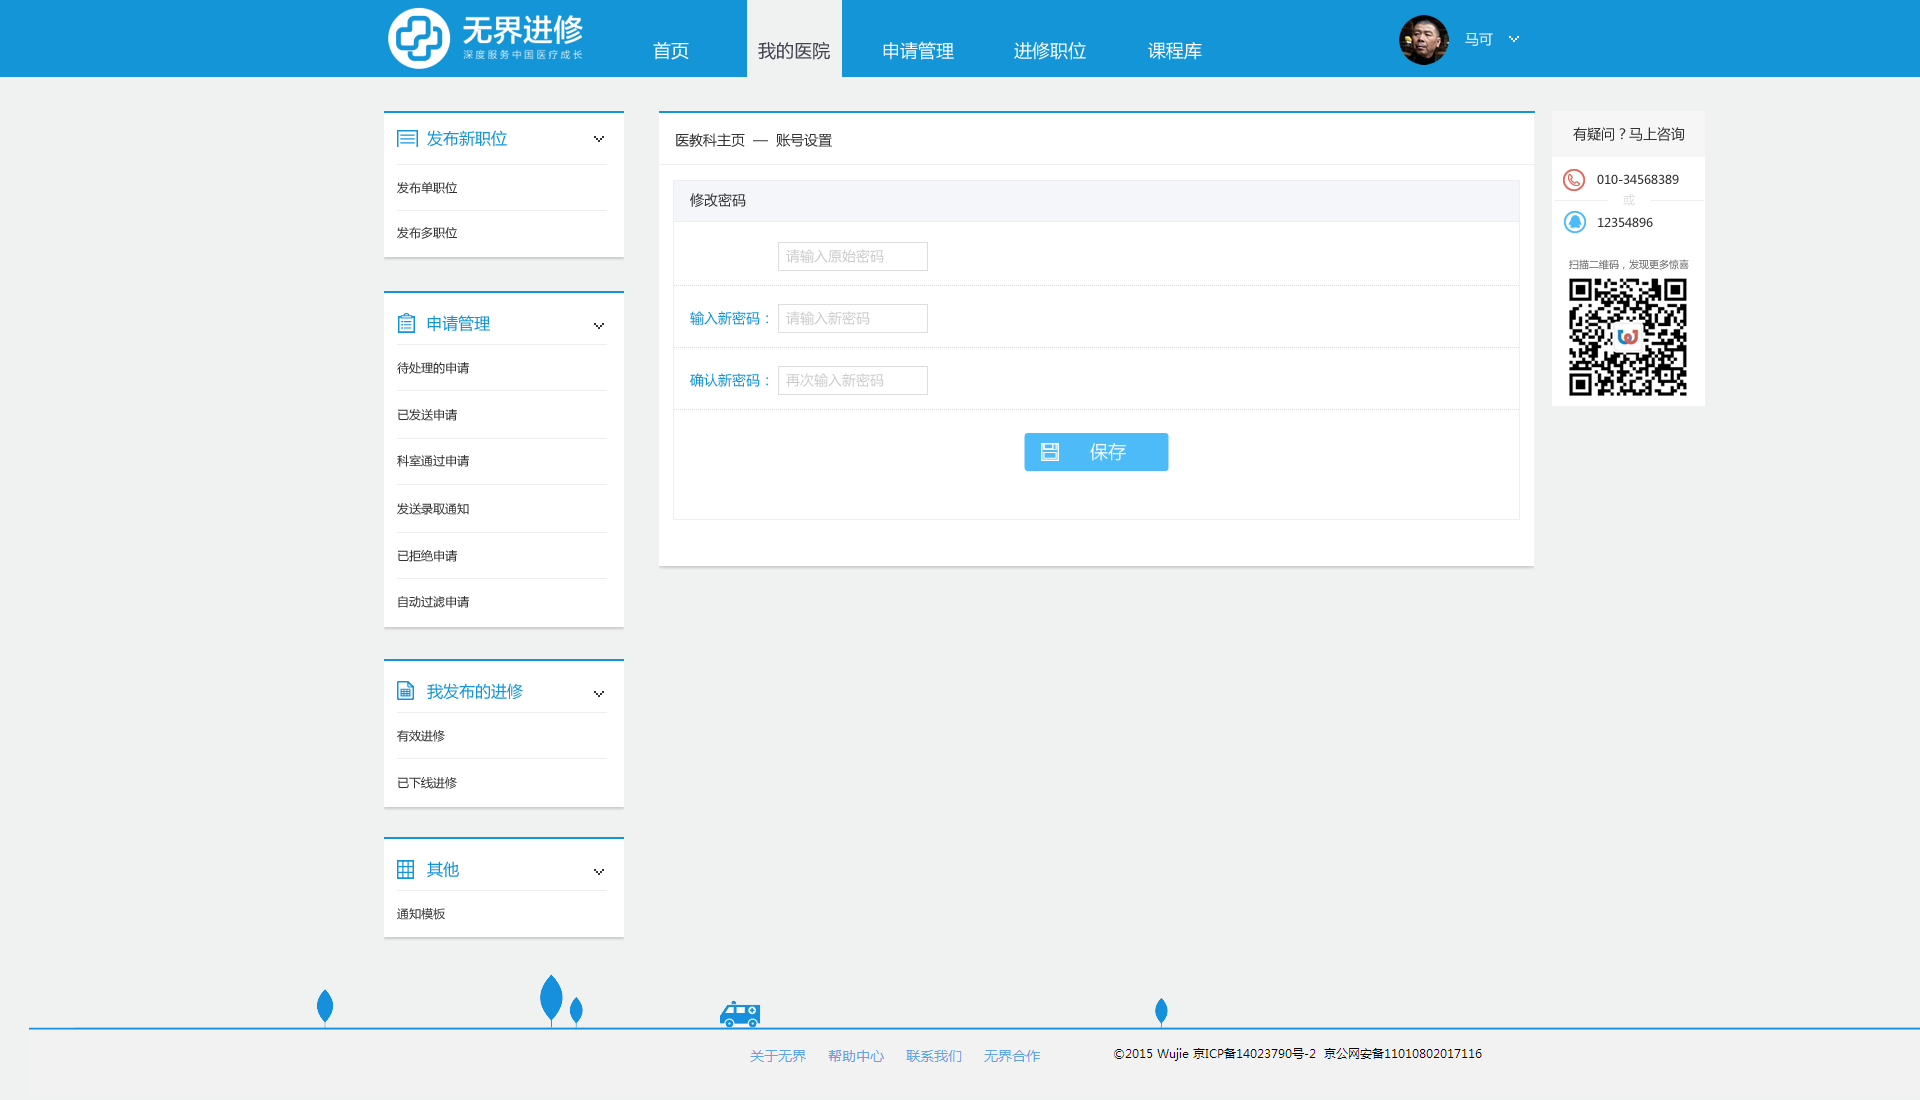 无界进修
深度服务中国医疗成长
首页
我的医院
申请管理
进修职位
课程库
马可
发布新职位
发布单职位
发布多职位
申请管理
待处理的申请
已发送申请
科室通过申请
发送录取通知
已拒绝申请
自动过滤申请
我发布的进修
有效进修
已下线进修
其他
通知模板
医教科主页 — 账号设置
修改密码
请输入原始密码
输入新密码： 请输入新密码
确认新密码： 再次输入新密码
保存
有疑问？马上咨询
010-34568389
或
12354896
扫描二维码，发现更多惊喜
关于无界 帮助中心 联系我们 无界合作
©2015 Wujie 京ICP备14023790号-2 京公网安备11010802017116